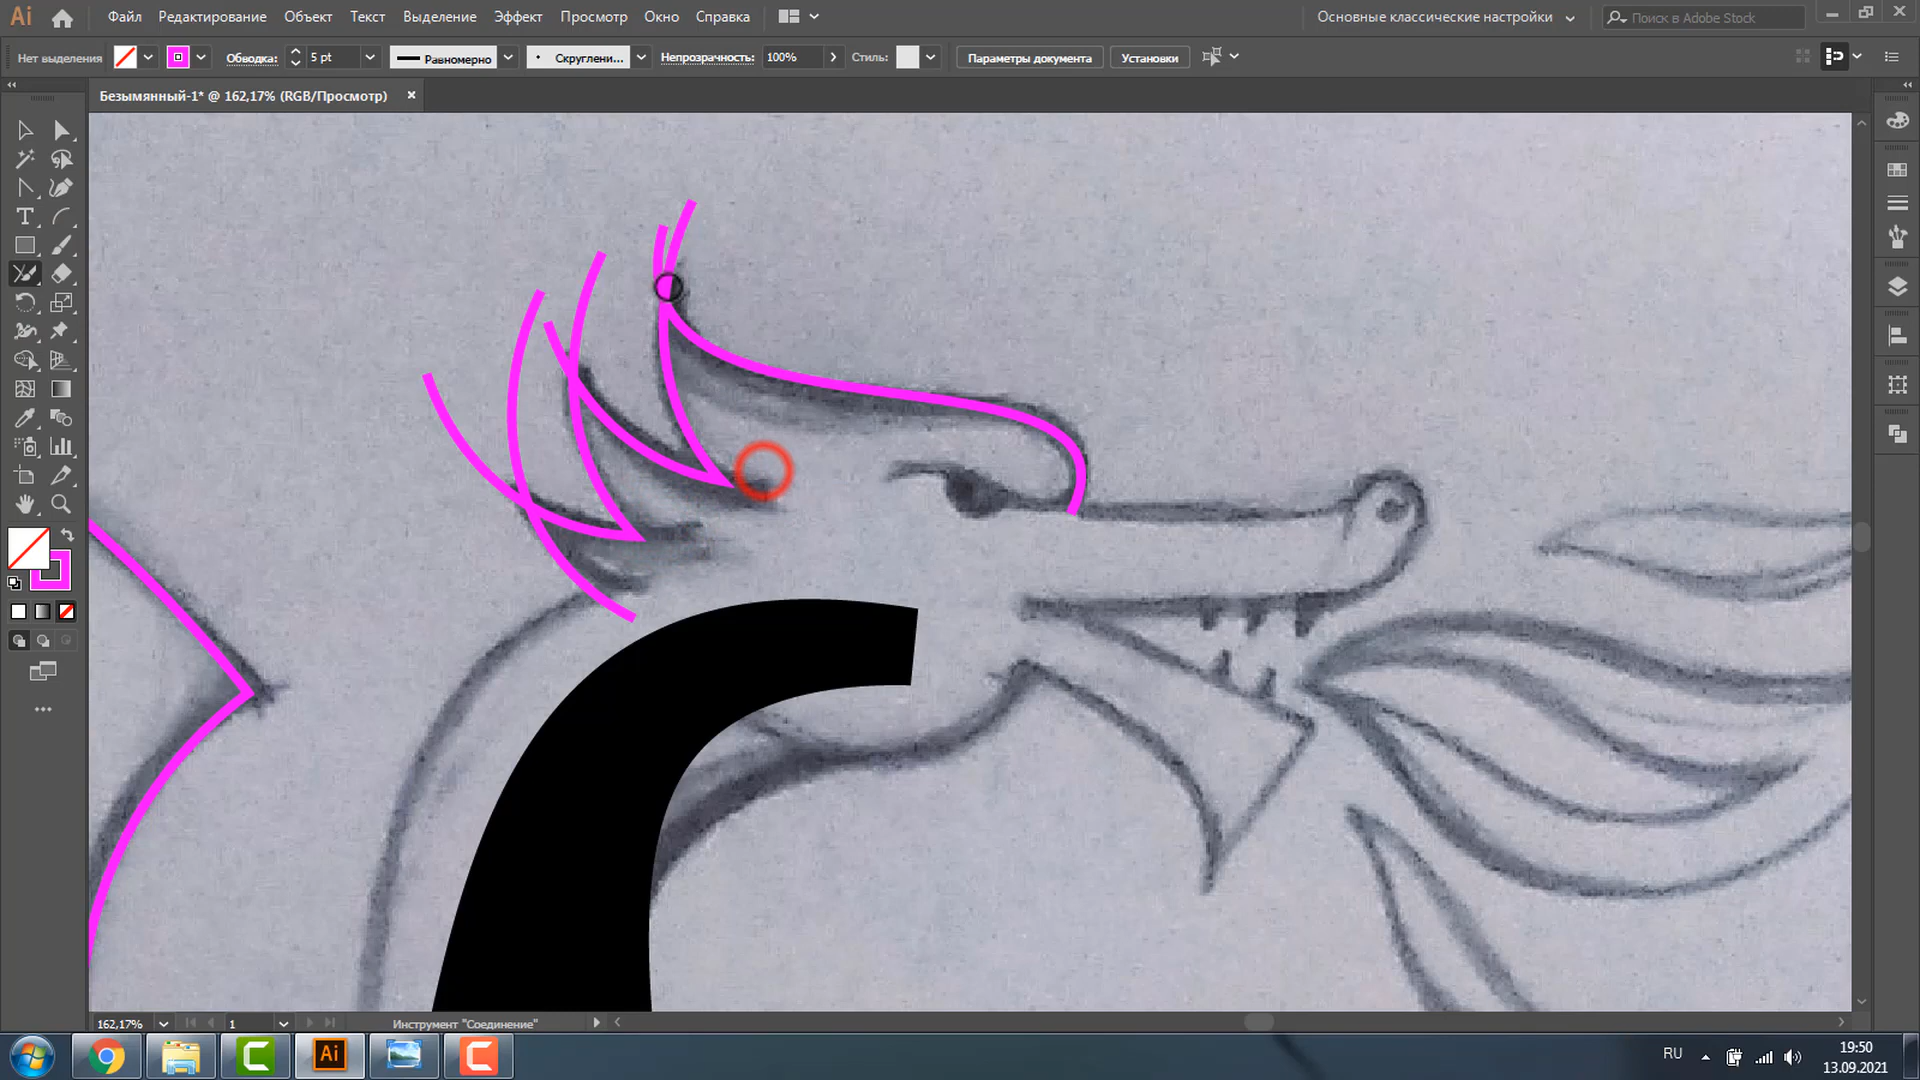 Ai Файл Редактирование Объект Текст Выделение Эффект Просмотр Окно Справка Основные классические настройки Поиск в Adobe Stock
Нет выделения Обводка: 5 pt Равномерно Скруглени... Непрозрачность: 100% Стиль: Параметры документа Установки
Безымянный-1* @ 162,17% (RGB/Просмотр)
162,17% 1 Инструмент "Соединение"
Ai RU 19:50
13.09.2021